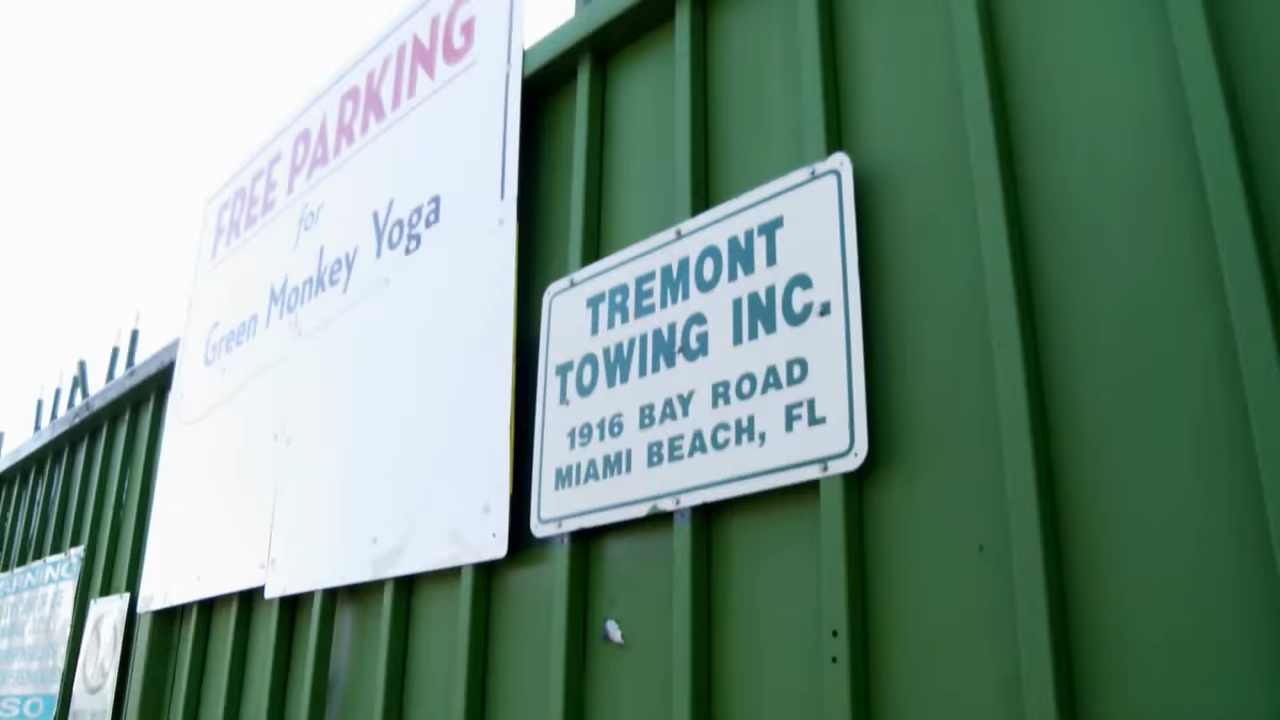 FREE PARKING
for
Green Monkey Yoga
TREMONT
TOWING INC.
1916 BAY ROAD
MIAMI BEACH, FL